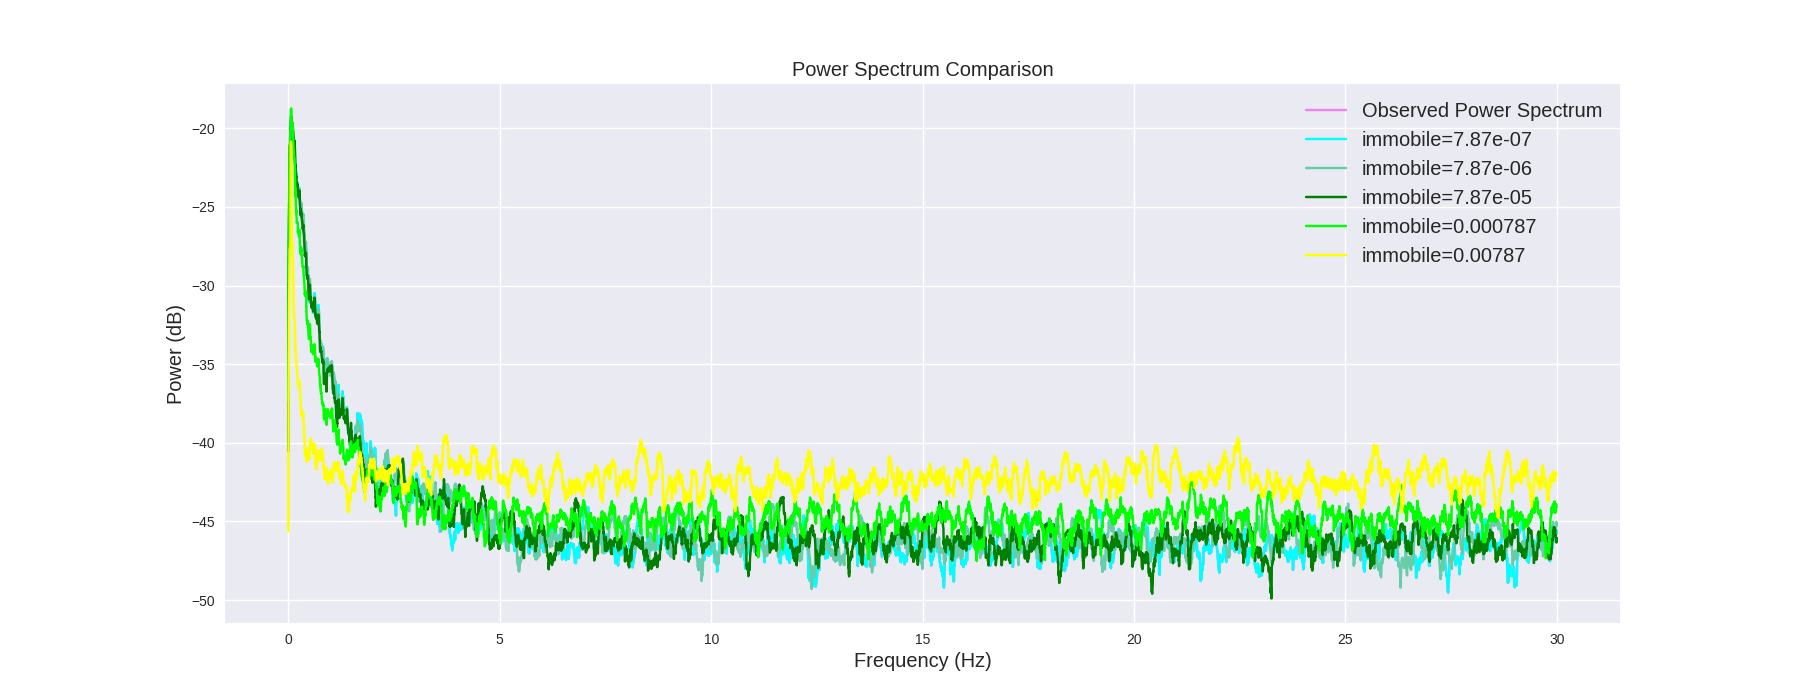 Power Spectrum Comparison
Observed Power Spectrum
immobile=7.87e-07
immobile=7.87e-06
immobile=7.87e-05
immobile=0.000787
immobile=0.00787
Power (dB)
−20
−25
−30
−35
−40
−45
−50
0 5 10 15 20 25 30
Frequency (Hz)